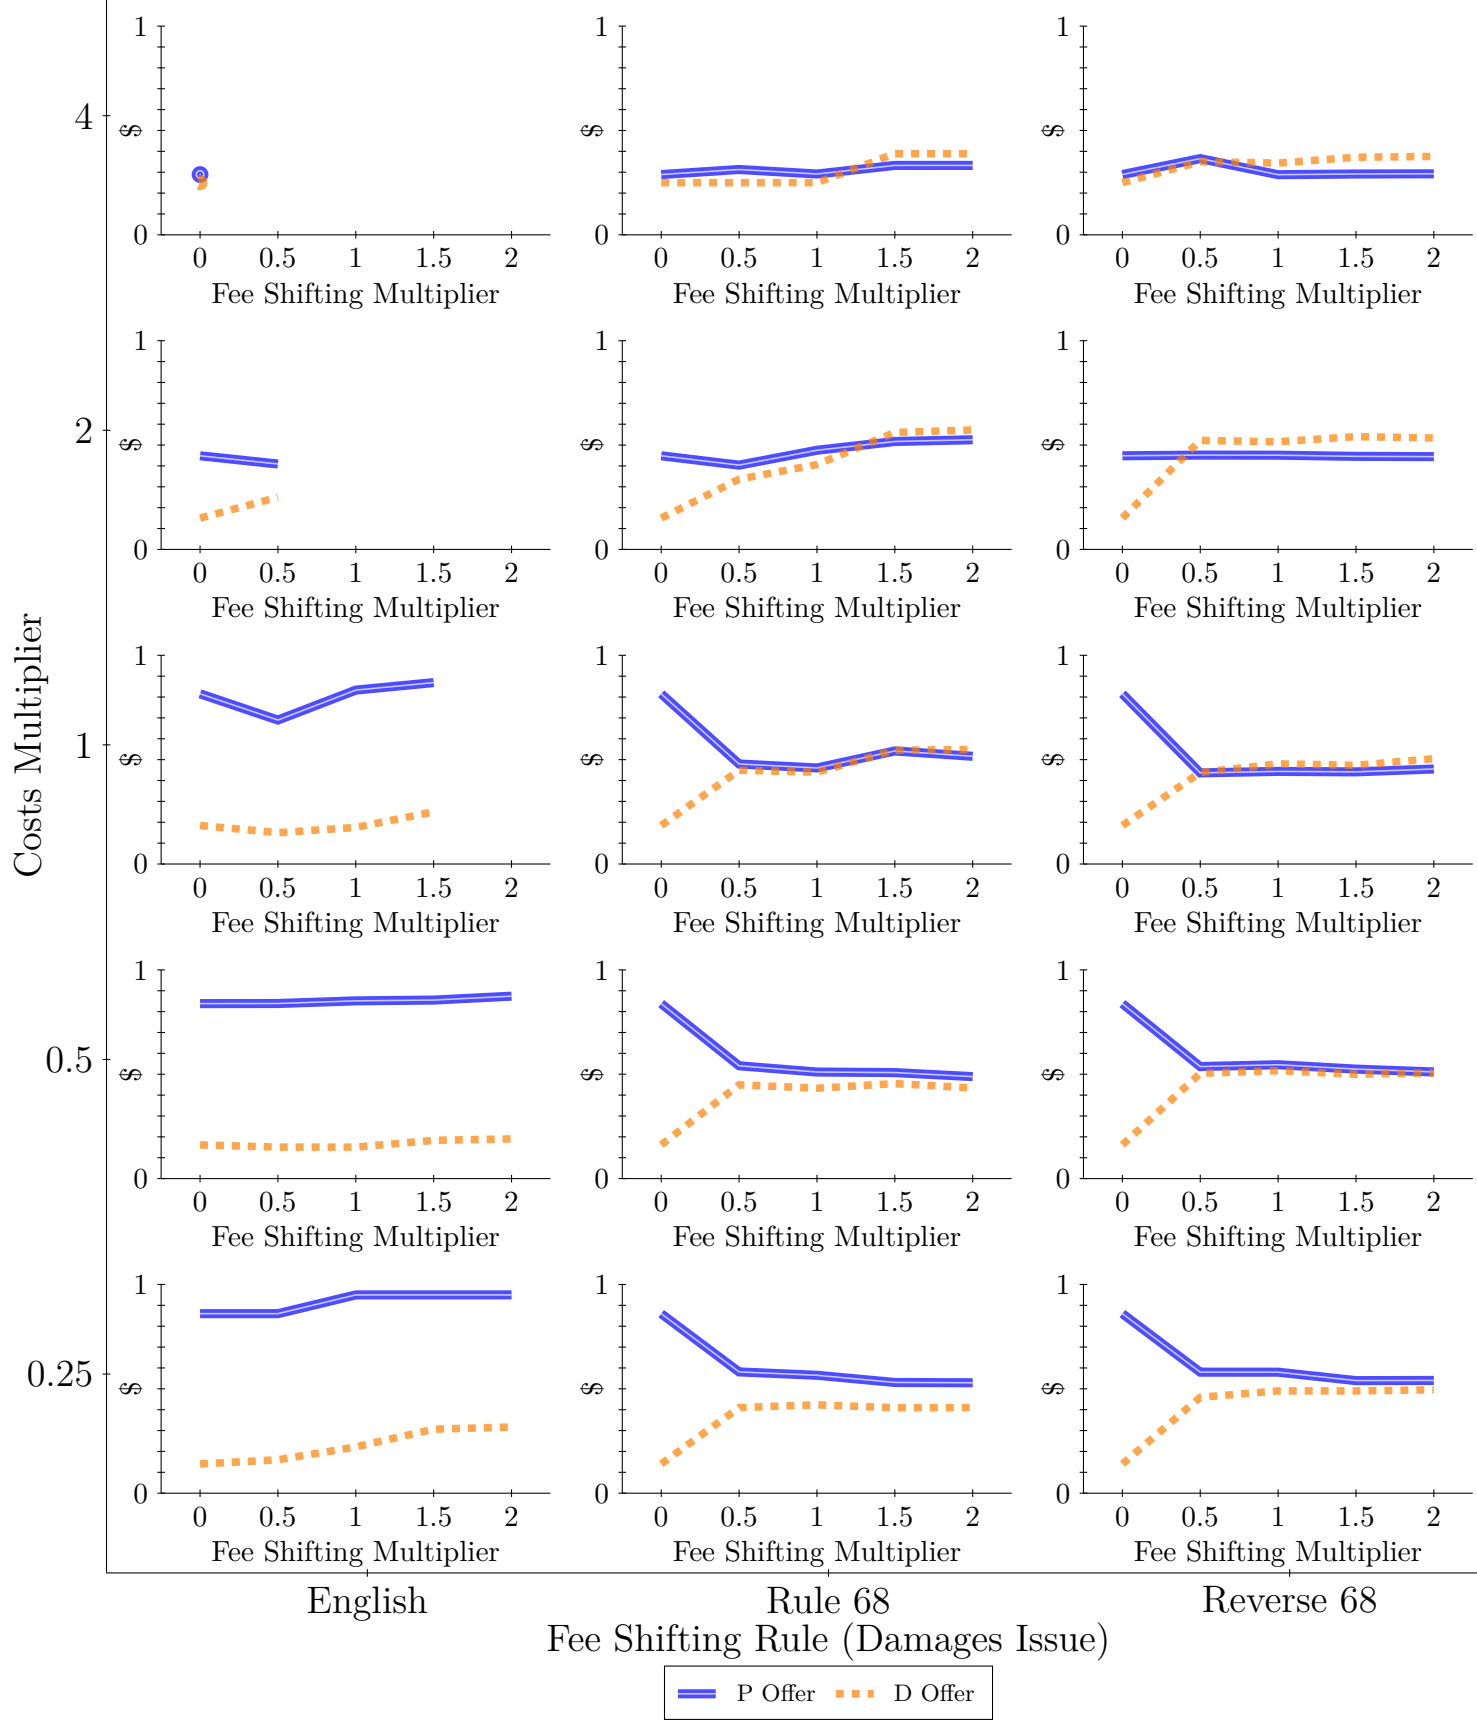 1 1 1
4 $ $ $
0 0 0
0 0.5 1 1.5 2 0 0.5 1 1.5 2 0 0.5 1 1.5 2
Fee Shifting Multiplier Fee Shifting Multiplier Fee Shifting Multiplier
1 1 1
2 $ $ $
0 0 0
0 0.5 1 1.5 2 0 0.5 1 1.5 2 0 0.5 1 1.5 2
Fee Shifting Multiplier Fee Shifting Multiplier Fee Shifting Multiplier
Costs Multiplier
1 1 1
1 $ $ $
0 0 0
0 0.5 1 1.5 2 0 0.5 1 1.5 2 0 0.5 1 1.5 2
Fee Shifting Multiplier Fee Shifting Multiplier Fee Shifting Multiplier
1 1 1
0.5 $ $ $
0 0 0
0 0.5 1 1.5 2 0 0.5 1 1.5 2 0 0.5 1 1.5 2
Fee Shifting Multiplier Fee Shifting Multiplier Fee Shifting Multiplier
1 1 1
0.25 $ $ $
0 0 0
0 0.5 1 1.5 2 0 0.5 1 1.5 2 0 0.5 1 1.5 2
Fee Shifting Multiplier Fee Shifting Multiplier Fee Shifting Multiplier
English Rule 68 Reverse 68
Fee Shifting Rule (Damages Issue)
P Offer D Offer